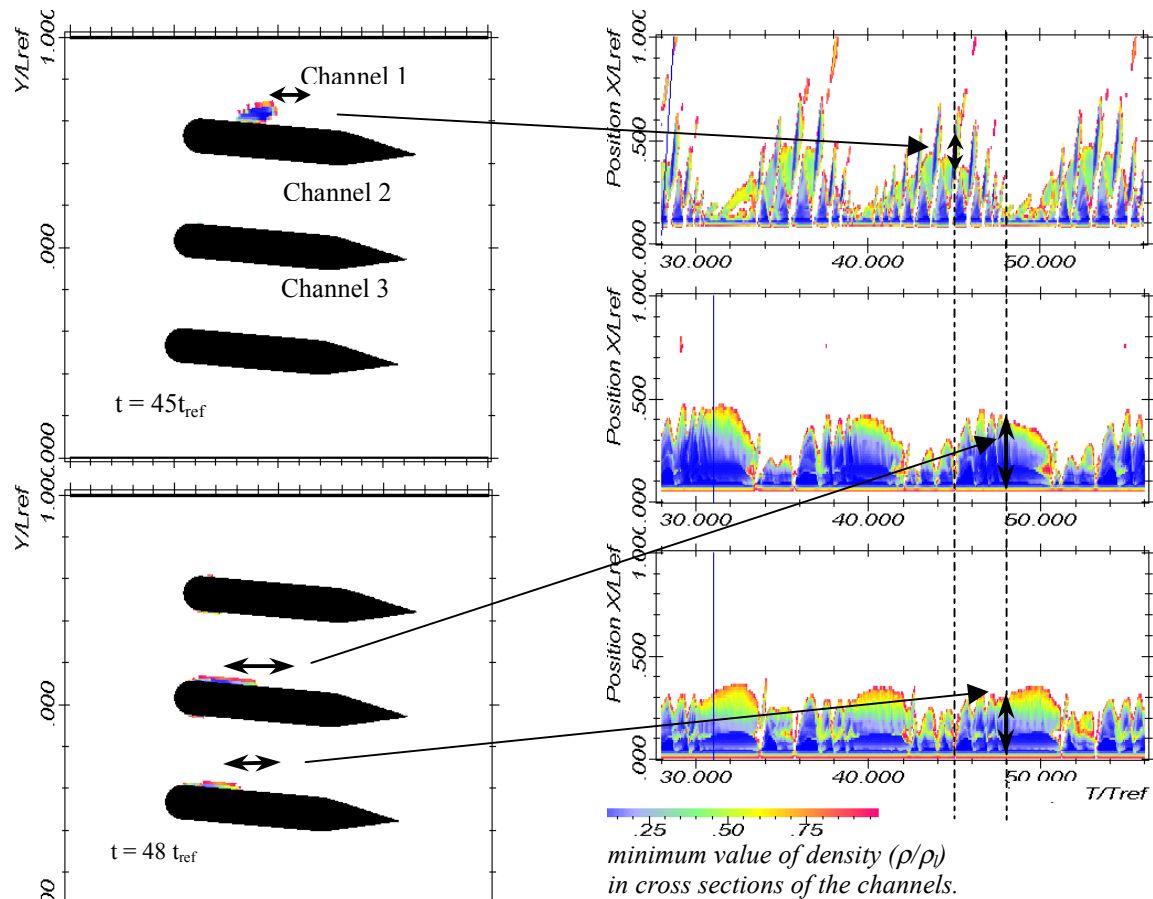 Y/Lref
1.000
Channel 1
Channel 2
.000
Channel 3
t = 45tref
.000
Y/Lref
1.000
.000
t = 48 tref
Position X/Lref
1.000
.500
.000
30.000
40.000
50.000
Position X/Lref
1.000
.500
.000
30.000
40.000
50.000
Position X/Lref
1.000
.500
.000
30.000
40.000
50.000
T/Tref
.25
.50
.75
minimum value of density (ρ/ρl)
in cross sections of the channels.